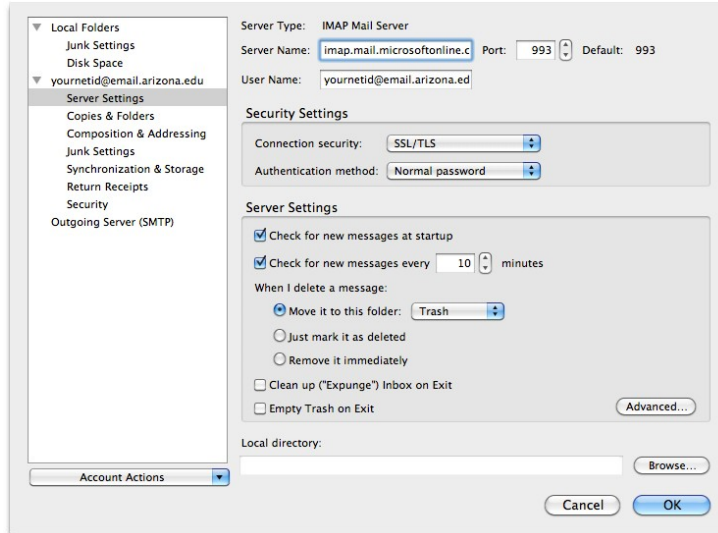 Local Folders
Junk Settings
Disk Space
yournetid@email.arizona.edu
Server Settings
Copies & Folders
Composition & Addressing
Junk Settings
Synchronization & Storage
Return Receipts
Security
Outgoing Server (SMTP)
Account Actions
Server Type: IMAP Mail Server
Server Name: imap.mail.microsoftonline.c Port: 993 Default: 993
User Name: yournetid@email.arizona.ed
Security Settings
Connection security: SSL/TLS
Authentication method: Normal password
Server Settings
Check for new messages at startup
Check for new messages every 10 minutes
When I delete a message:
Move it to this folder: Trash
Just mark it as deleted
Remove it immediately
Clean up ("Expunge") Inbox on Exit
Empty Trash on Exit
Advanced...
Local directory:
Browse...
Cancel OK